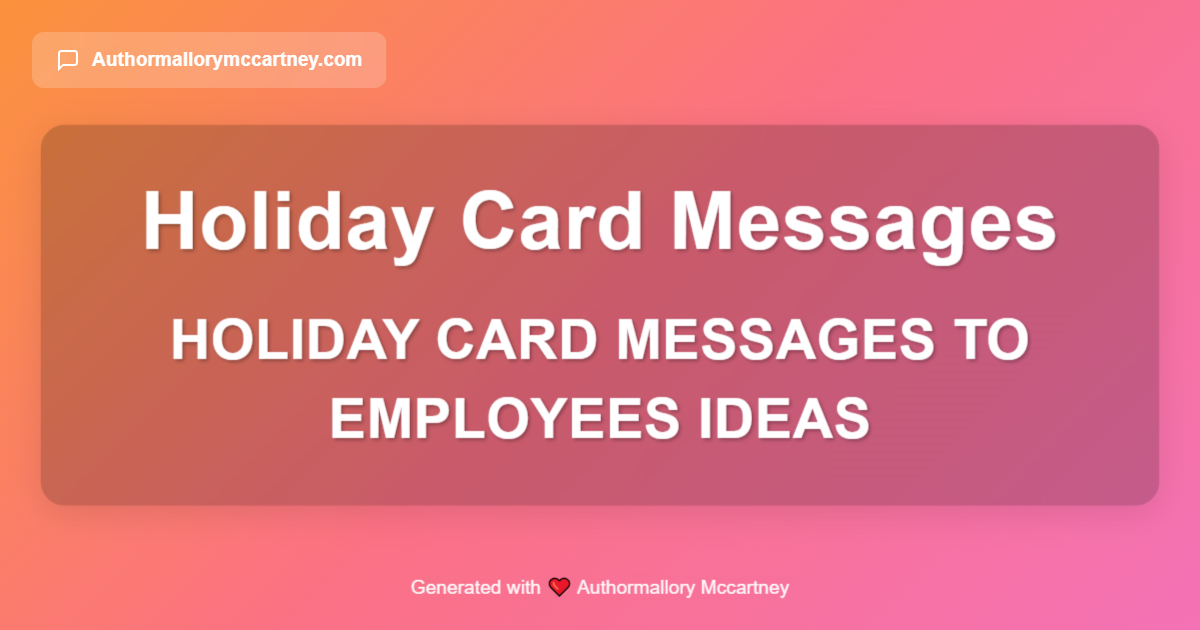 Authormallorymccartney.com
Holiday Card Messages
HOLIDAY CARD MESSAGES TO
EMPLOYEES IDEAS
Generated with ❤ Authormallory Mccartney